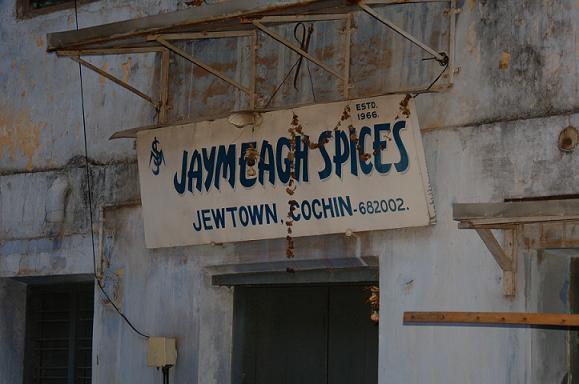 ESTD.
1966.
JAYMEAGH SPICES
JEWTOWN, COCHIN-682002.